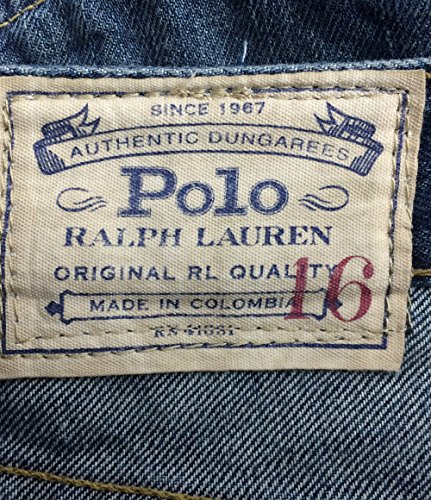 SINCE 1967
AUTHENTIC DUNGAREES
Polo
RALPH LAUREN
ORIGINAL RL QUALITY
MADE IN COLOMBIA
16